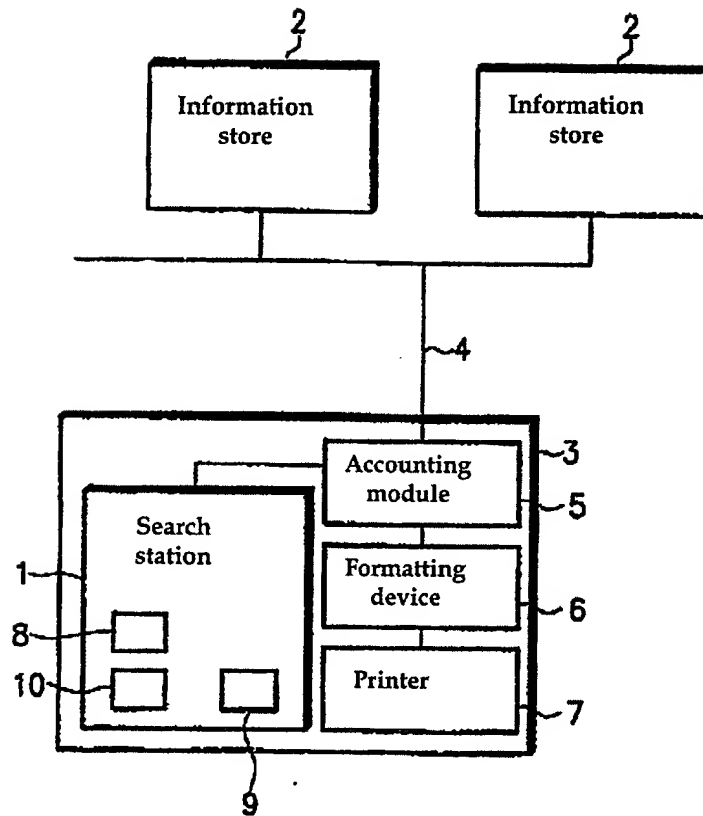 2
2
Information
store
Information
store
4
Accounting
module
3
5
Search
station
1
Formatting
device
6
8
10
Printer
7
9